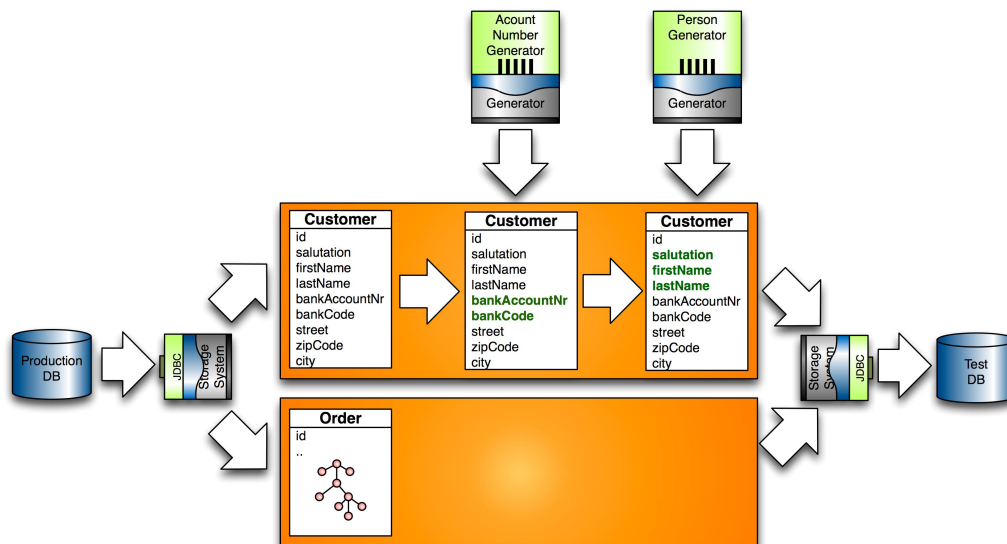 Acount
Number
Generator
Generator
Person
Generator
Generator
Customer
id
salutation
firstName
lastName
bankAccountNr
bankCode
street
zipCode
city
Customer
id
salutation
firstName
lastName
bankAccountNr
bankCode
street
zipCode
city
Customer
id
salutation
firstName
lastName
bankAccountNr
bankCode
street
zipCode
city
Production
DB
JDBC
Storage
System
Storage
System
JDBC
Test
DB
Order
id
..